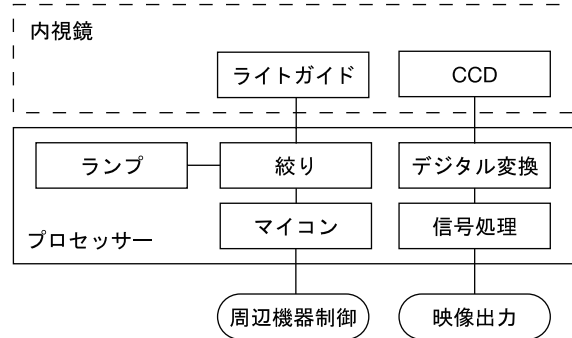 内視鏡
ライトガイド
CCD
ランプ
絞り
デジタル変換
マイコン
信号処理
プロセッサー
周辺機器制御
映像出力